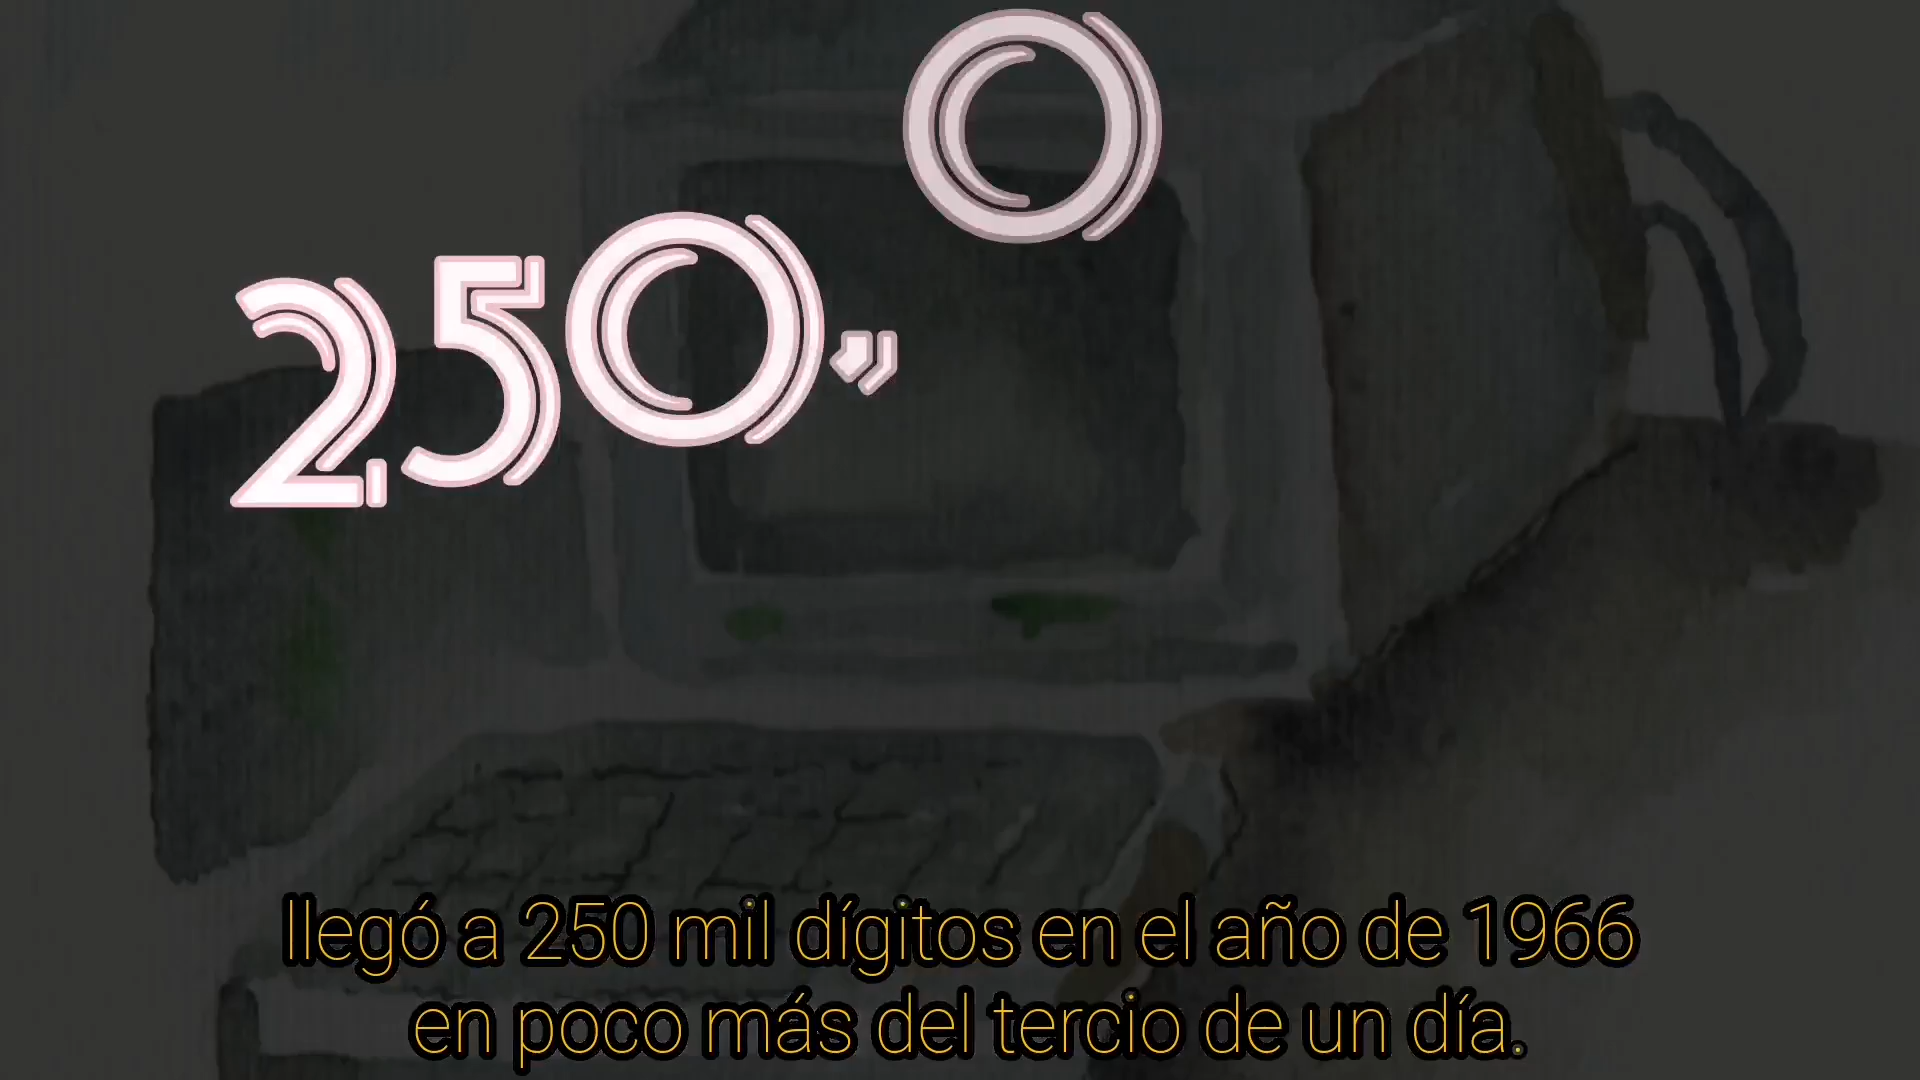 250,0
llegó a 250 mil dígitos en el año de 1966
en poco más del tercio de un día.